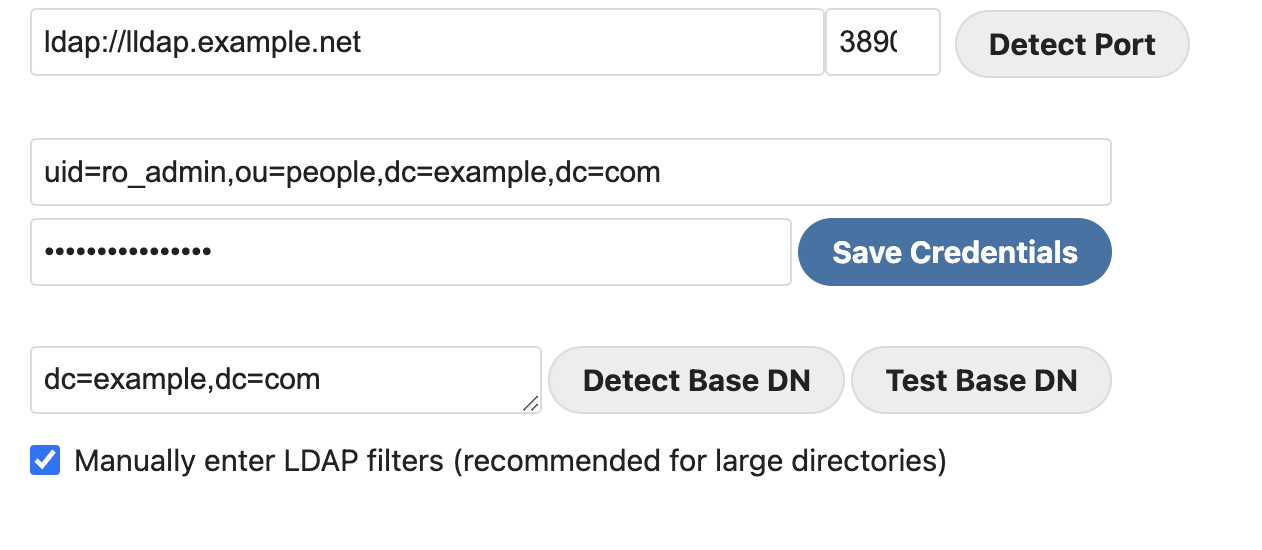 ldap://lldap.example.net 3890 Detect Port
uid=ro_admin,ou=people,dc=example,dc=com
•••••••••••••••• Save Credentials
dc=example,dc=com Detect Base DN Test Base DN
Manually enter LDAP filters (recommended for large directories)